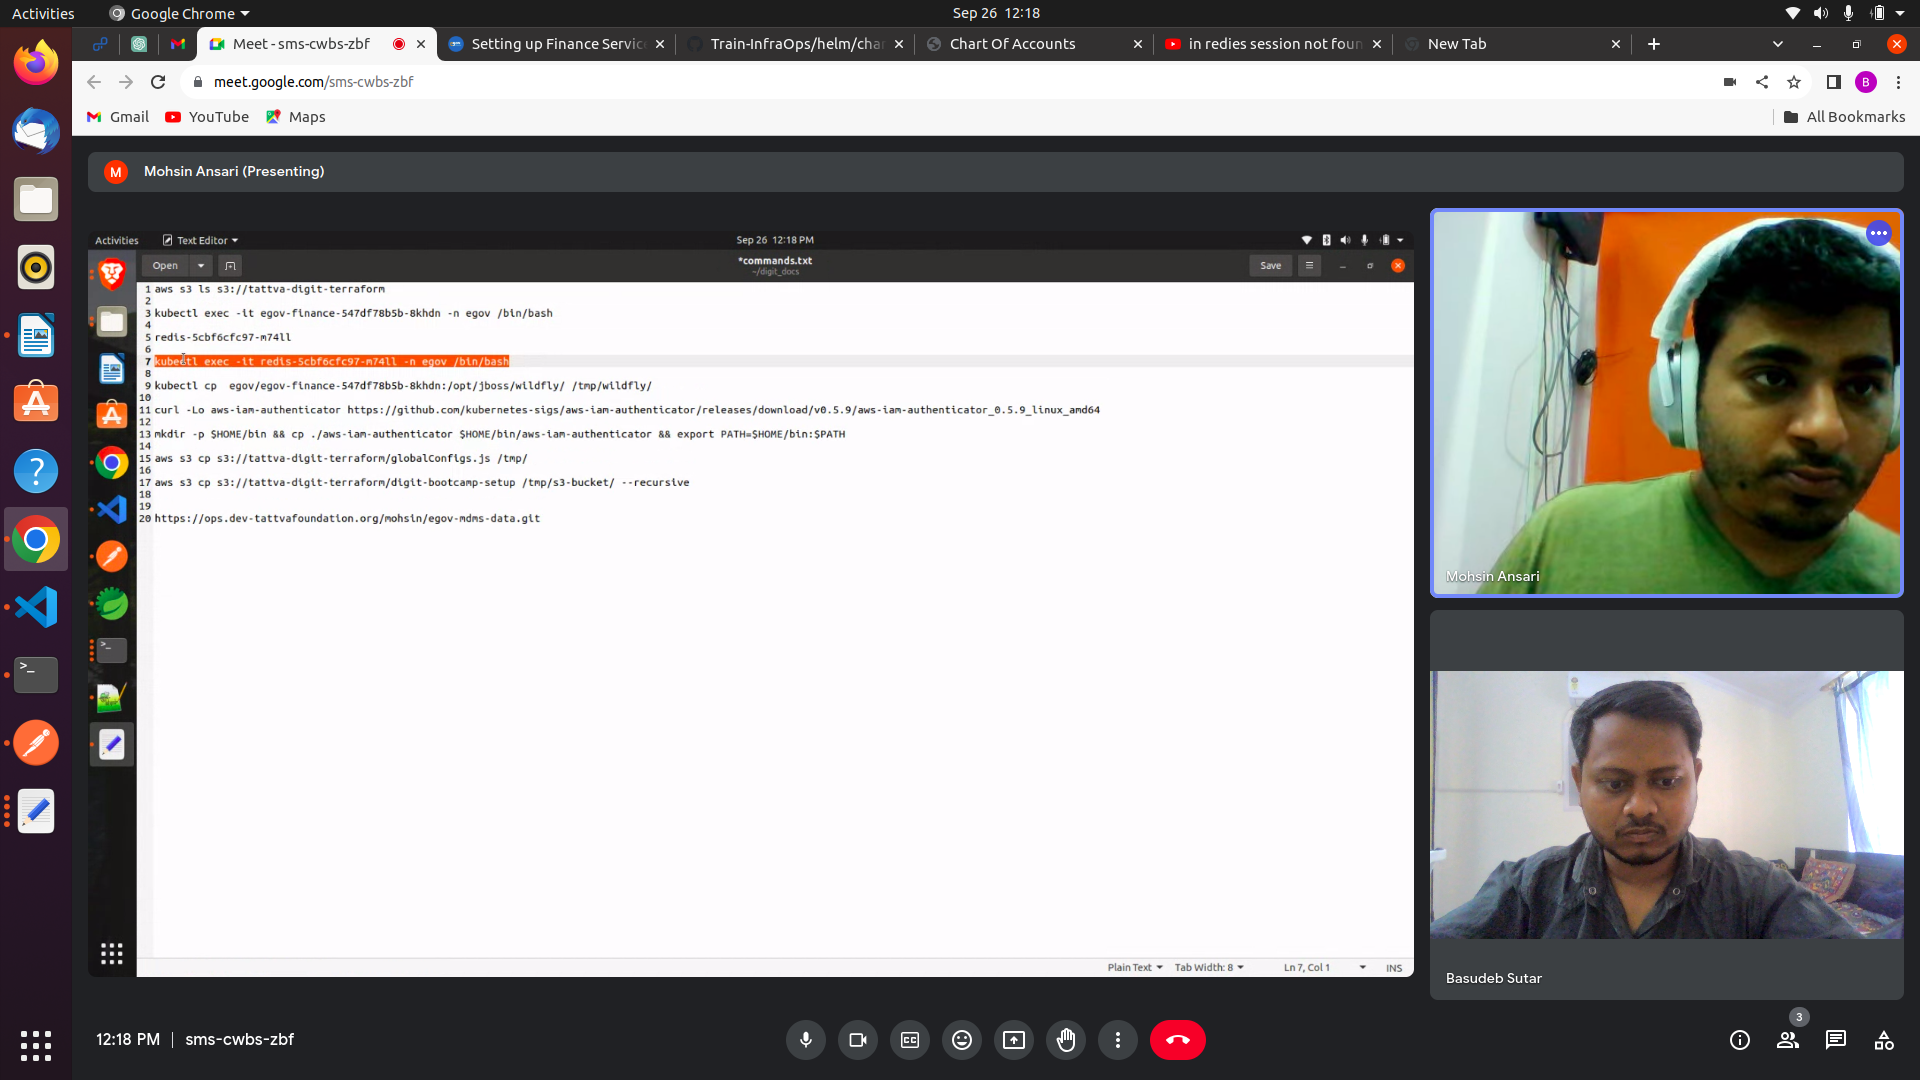 Activities
Google Chrome
Sep 26 12:18
Meet - sms-cwbs-zbf
Setting up Finance Servic
Train-InfraOps/helm/char
Chart Of Accounts
in redies session not foun
New Tab
meet.google.com/sms-cwbs-zbf
B
Gmail
YouTube
Maps
All Bookmarks
M
Mohsin Ansari (Presenting)
Activities
Text Editor
Sep 26 12:18 PM
Open
*commands.txt
~/digit_docs
Save
1 aws s3 ls s3://tattva-digit-terraform
2
3 kubectl exec -it egov-finance-547df78b5b-8khdn -n egov /bin/bash
4
5 redis-5cbf6cfc97-m74ll
6
7 kubectl exec -it redis-5cbf6cfc97-m74ll -n egov /bin/bash
8
9 kubectl cp  egov/egov-finance-547df78b5b-8khdn:/opt/jboss/wildfly/ /tmp/wildfly/
10
11 curl -Lo aws-iam-authenticator https://github.com/kubernetes-sigs/aws-iam-authenticator/releases/download/v0.5.9/aws-iam-authenticator_0.5.9_linux_amd64
12
13 mkdir -p $HOME/bin && cp ./aws-iam-authenticator $HOME/bin/aws-iam-authenticator && export PATH=$HOME/bin:$PATH
14
15 aws s3 cp s3://tattva-digit-terraform/globalConfigs.js /tmp/
16
17 aws s3 cp s3://tattva-digit-terraform/digit-bootcamp-setup /tmp/s3-bucket/ --recursive
18
19
20 https://ops.dev-tattvafoundation.org/mohsin/egov-mdms-data.git
Plain Text
Tab Width: 8
Ln 7, Col 1
INS
Mohsin Ansari
Basudeb Sutar
12:18 PM | sms-cwbs-zbf
3